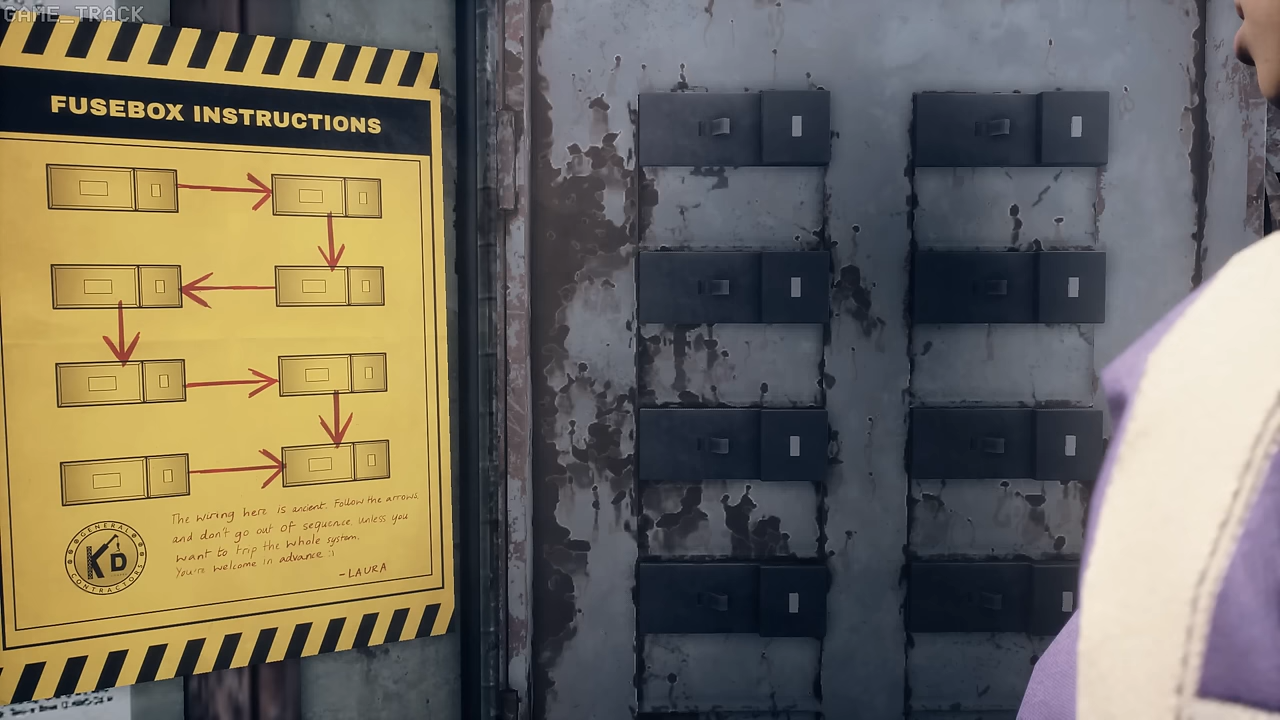 GAME_TRACK
FUSEBOX INSTRUCTIONS
The wiring here is ancient. Follow the arrows,
and don't go out of sequence unless you
want to trip the whole system.
You're welcome in advance :)
-LAURA
GENERAL
KD
CONTRACTORS